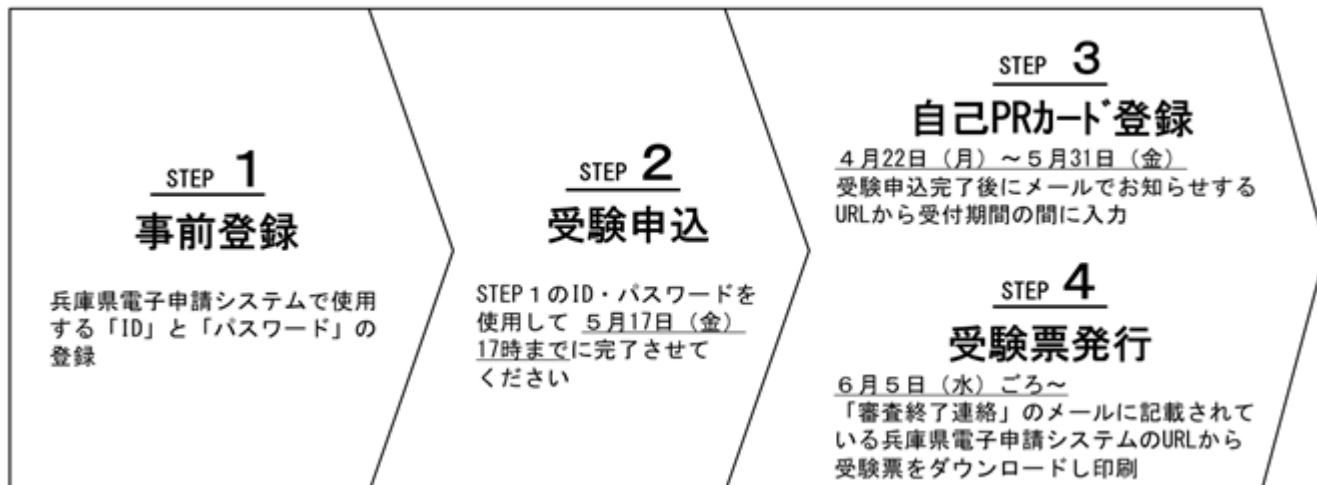 STEP 1
事前登録
兵庫県電子申請システムで使用
する「ID」と「パスワード」の
登録
STEP 2
受験申込
STEP１のID・パスワードを
使用して ５月17日（金）
17時までに完了させて
ください
STEP 3
自己PRｶｰﾄﾞ登録
４月22日（月）～５月31日（金）
受験申込完了後にメールでお知らせする
URLから受付期間の間に入力
STEP 4
受験票発行
６月５日（水）ごろ～
「審査終了連絡」のメールに記載されて
いる兵庫県電子申請システムのURLから
受験票をダウンロードし印刷